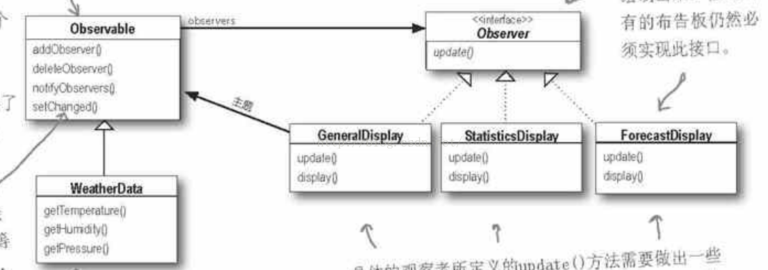 个
了
Observable
addObserver()
deleteObserver()
notifyObservers()
setChanged()
observers
<<interface>>
Observer
update()
有的布告板仍然必
须实现此接口。
主题
GeneralDisplay
update()
display()
StatisticsDisplay
update()
display()
ForecastDisplay
update()
display()
WeatherData
getTemperature()
getHumidity()
getPressure()
的观察者所定义的update()方法需要做出一些